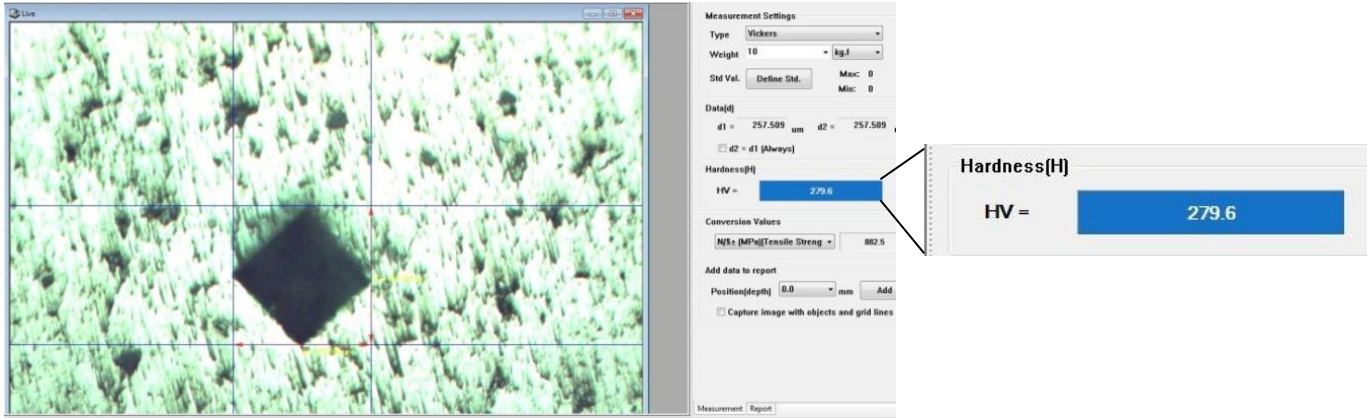 Live
Measurement Settings
Type Vickers
Weight 10 kg.f
Std Val. Define Std. Max: 0
Min: 0
Data(d)
d1 = 257.509 um d2 = 257.509
d2 = d1 (Always)
Hardness(H)
HV = 279.6
Conversion Values
N/§± (MPa)(Tensile Streng 882.5
Add data to report
Position(depth) 0.0 mm Add
Capture image with objects and grid lines
Measurement Report
Hardness(H)
HV = 279.6